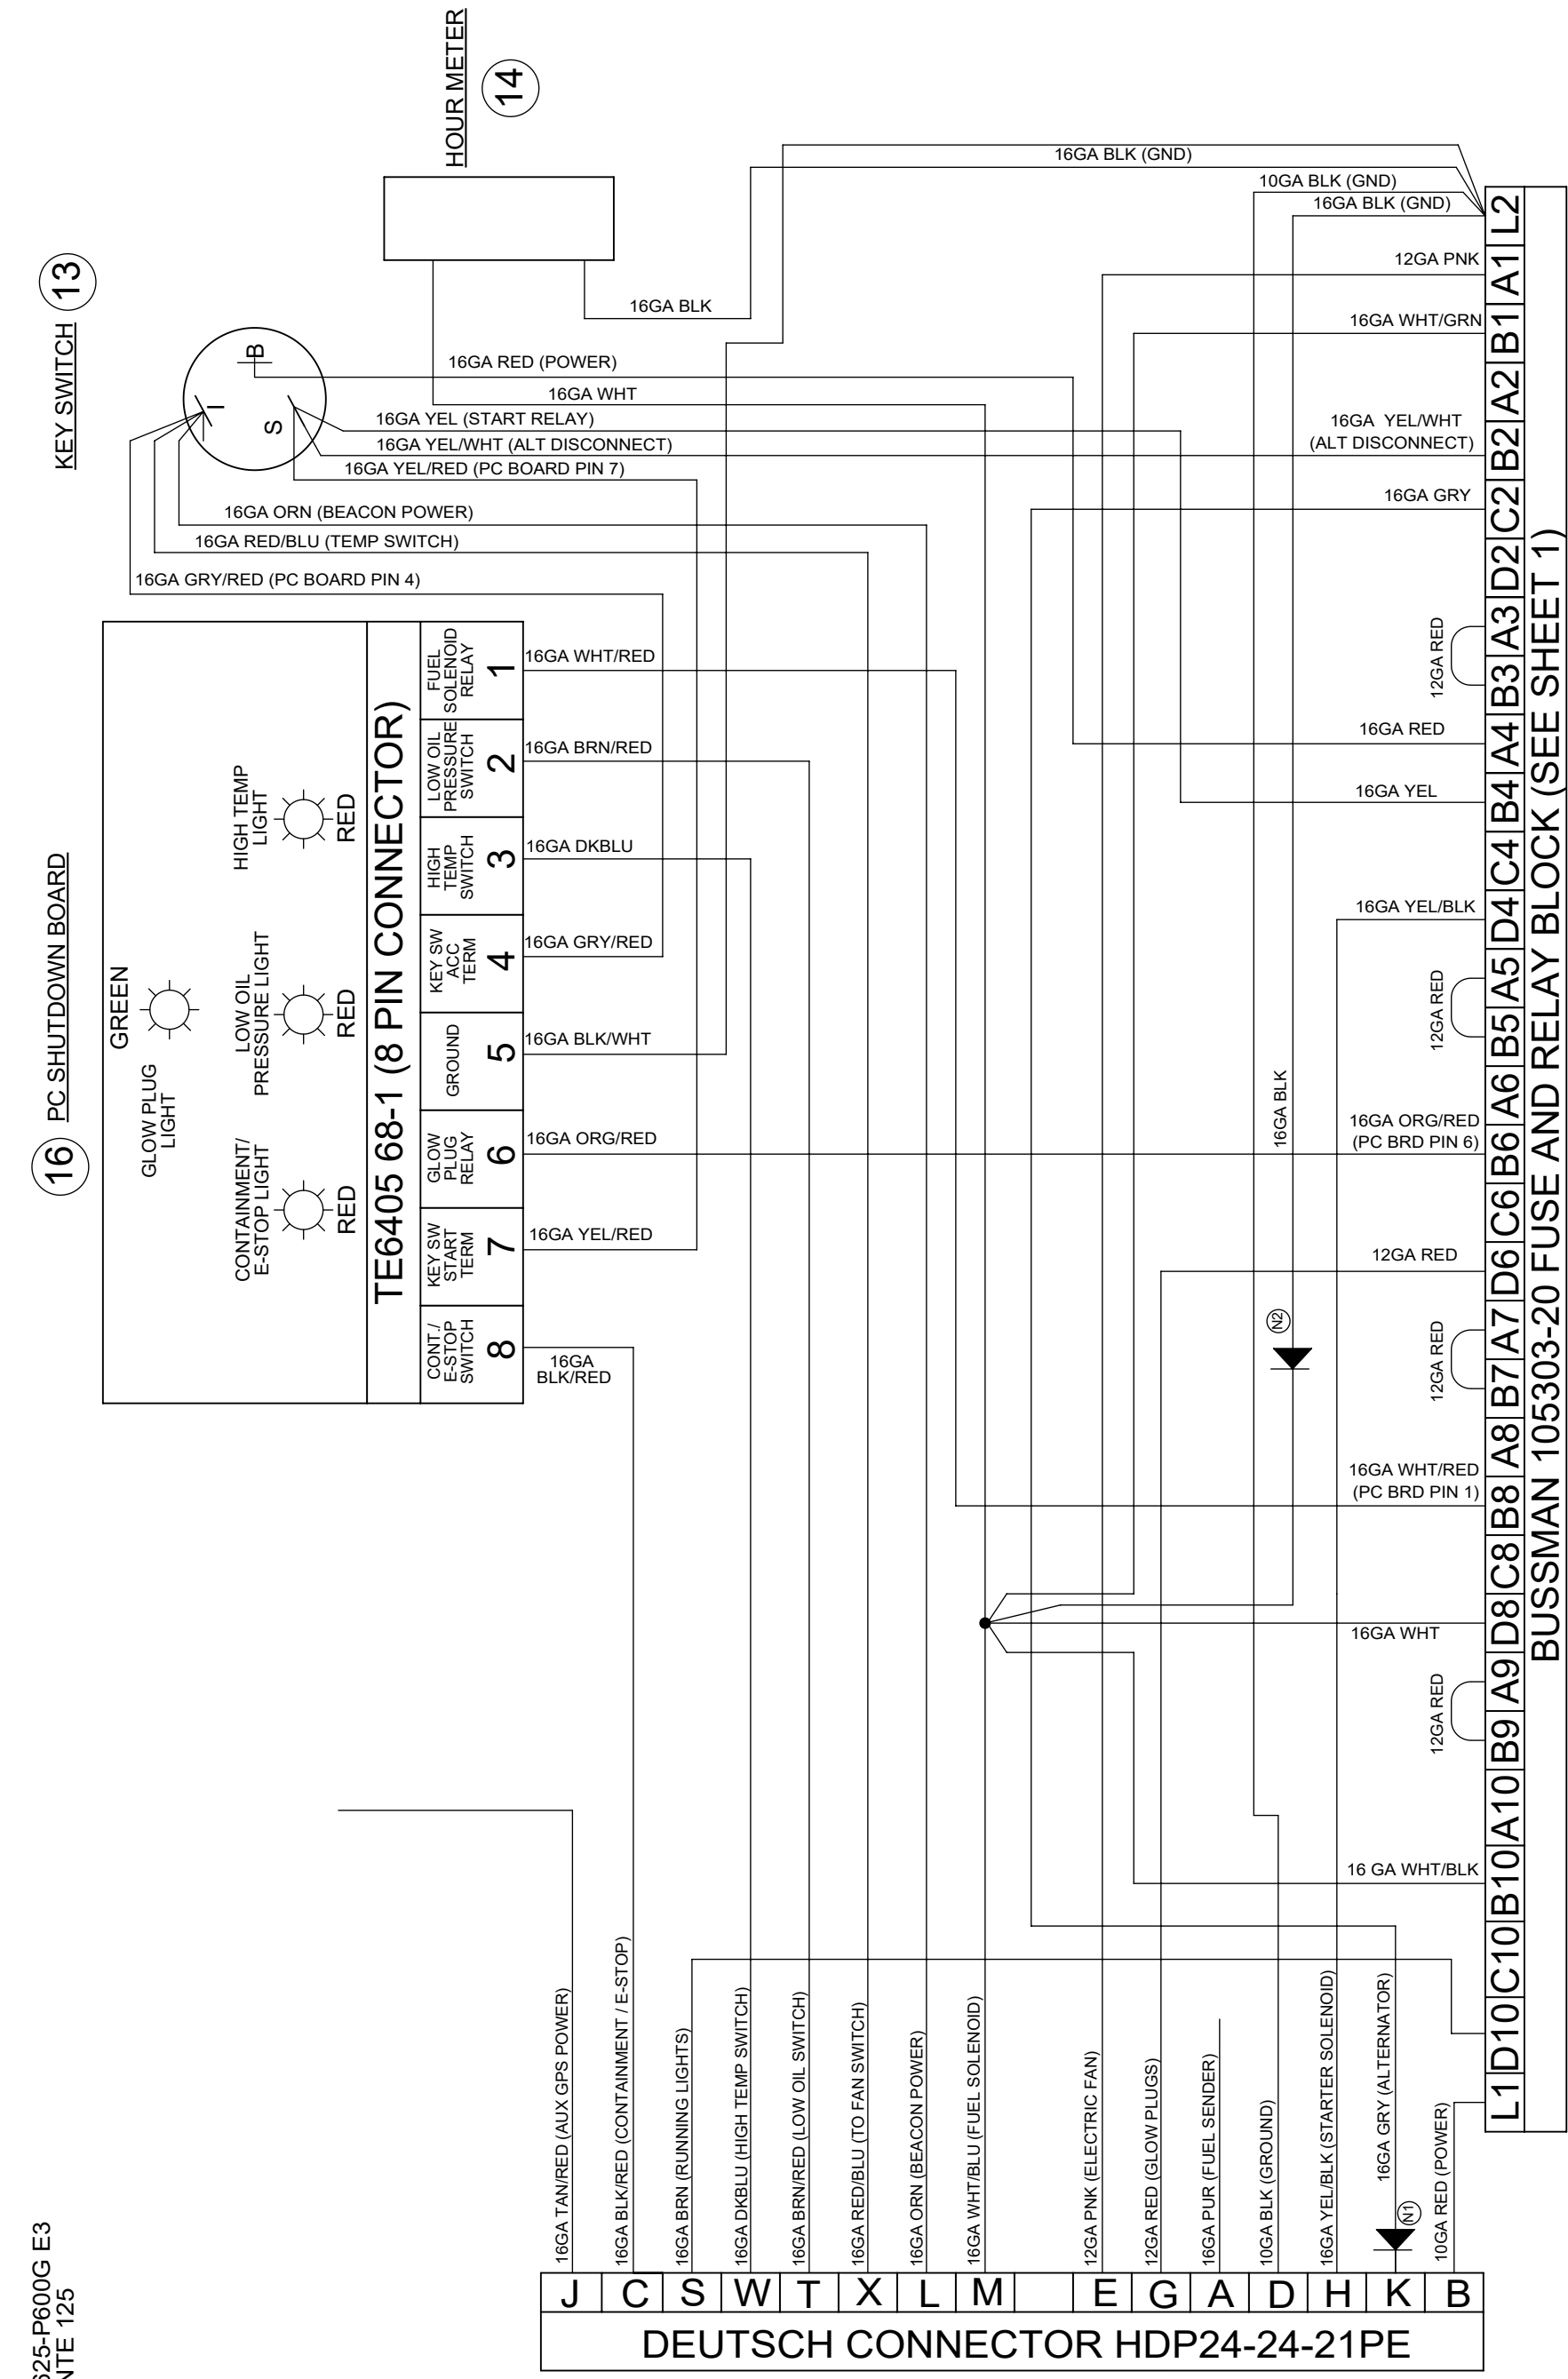 HOUR METER
14
KEY SWITCH
13
B
I
S
16GA BLK (GND)
10GA BLK (GND)
16GA BLK (GND)
12GA PNK
16GA BLK
16GA WHT/GRN
16GA RED (POWER)
16GA WHT
16GA YEL (START RELAY)
16GA YEL/WHT (ALT DISCONNECT)
16GA YEL/WHT
(ALT DISCONNECT)
16GA YEL/RED (PC BOARD PIN 7)
16GA GRY
16GA ORN (BEACON POWER)
16GA RED/BLU (TEMP SWITCH)
16GA GRY/RED (PC BOARD PIN 4)
16
PC SHUTDOWN BOARD
GREEN
GLOW PLUG
LIGHT
HIGH TEMP
LIGHT
RED
LOW OIL
PRESSURE LIGHT
RED
CONTAINMENT/
E-STOP LIGHT
RED
TE6405 68-1 (8 PIN CONNECTOR)
FUEL
SOLENOID
RELAY
1
16GA WHT/RED
LOW OIL
PRESSURE
SWITCH
2
16GA BRN/RED
HIGH
TEMP
SWITCH
3
16GA DKBLU
KEY SW
ACC
TERM
4
16GA GRY/RED
GROUND
5
16GA BLK/WHT
GLOW
PLUG
RELAY
6
16GA ORG/RED
KEY SW
START
TERM
7
16GA YEL/RED
CONT./
E-STOP
SWITCH
8
16GA
BLK/RED
12GA RED
16GA RED
16GA YEL
16GA YEL/BLK
12GA RED
16GA BLK
16GA ORG/RED
(PC BRD PIN 6)
12GA RED
N2
12GA RED
16GA WHT/RED
(PC BRD PIN 1)
16GA WHT
12GA RED
16 GA WHT/BLK
L1 D10 C10 B10 A10 B9 A9 D8 C8 B8 A8 B7 A7 D6 C6 B6 A6 B5 A5 D4 C4 B4 A4 B3 A3 D2 C2 B2 A2 B1 A1 L2
BUSSMAN 105303-20 FUSE AND RELAY BLOCK (SEE SHEET 1)
16GA TAN/RED (AUX GPS POWER)
16GA BLK/RED (CONTAINMENT / E-STOP)
16GA BRN (RUNNING LIGHTS)
16GA DKBLU (HIGH TEMP SWITCH)
16GA BRN/RED (LOW OIL SWITCH)
16GA RED/BLU (TO FAN SWITCH)
16GA ORN (BEACON POWER)
16GA WHT/BLU (FUEL SOLENOID)
12GA PNK (ELECTRIC FAN)
12GA RED (GLOW PLUGS)
16GA PUR (FUEL SENDER)
10GA BLK (GROUND)
16GA YEL/BLK (STARTER SOLENOID)
16GA GRY (ALTERNATOR)
N1
10GA RED (POWER)
J C S W T X L M E G A D H K B
DEUTSCH CONNECTOR HDP24-24-21PE
625-P600G E3
NTE 125